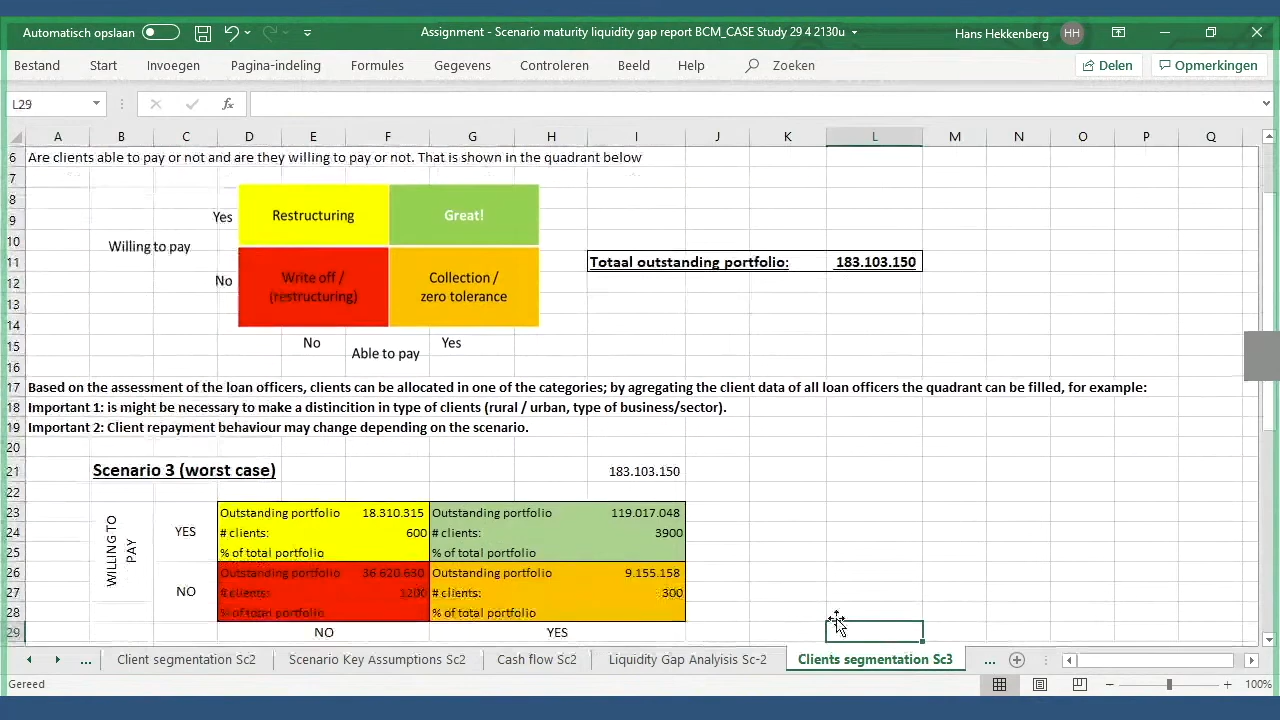 Automatisch opslaan
Assignment - Scenario maturity liquidity gap report BCM_CASE Study 29 4 2130u
Hans Hekkenberg HH
Bestand Start Invoegen Pagina-indeling Formules Gegevens Controleren Beeld Help Zoeken Delen Opmerkingen
L29 fx
A B C D E F G H I J K L M N O P Q
6 Are clients able to pay or not and are they willing to pay or not. That is shown in the quadrant below
7
8
Yes Restructuring Great!
9
10 Willing to pay
11 Totaal outstanding portfolio: 183.103.150
12 No Write off / Collection /
13 (restructuring) zero tolerance
14
15 No Yes
Able to pay
16
17 Based on the assessment of the loan officers, clients can be allocated in one of the categories; by agregating the client data of all loan officers the quadrant can be filled, for example:
18 Important 1: is might be necessary to make a distincition in type of clients (rural / urban, type of business/sector).
19 Important 2: Client repayment behaviour may change depending on the scenario.
20
21 Scenario 3 (worst case) 183.103.150
22
23 Outstanding portfolio 18.310.315 Outstanding portfolio 119.017.048
24 WILLING TO PAY YES # clients: 600 # clients: 3900
25 % of total portfolio % of total portfolio
26 Outstanding portfolio 36.620.630 Outstanding portfolio 9.155.158
27 NO # clients: 1200 # clients: 300
28 % of total portfolio % of total portfolio
29 NO YES
... Client segmentation Sc2 Scenario Key Assumptions Sc2 Cash flow Sc2 Liquidity Gap Analyisis Sc-2 Clients segmentation Sc3 ...
Gereed 100%